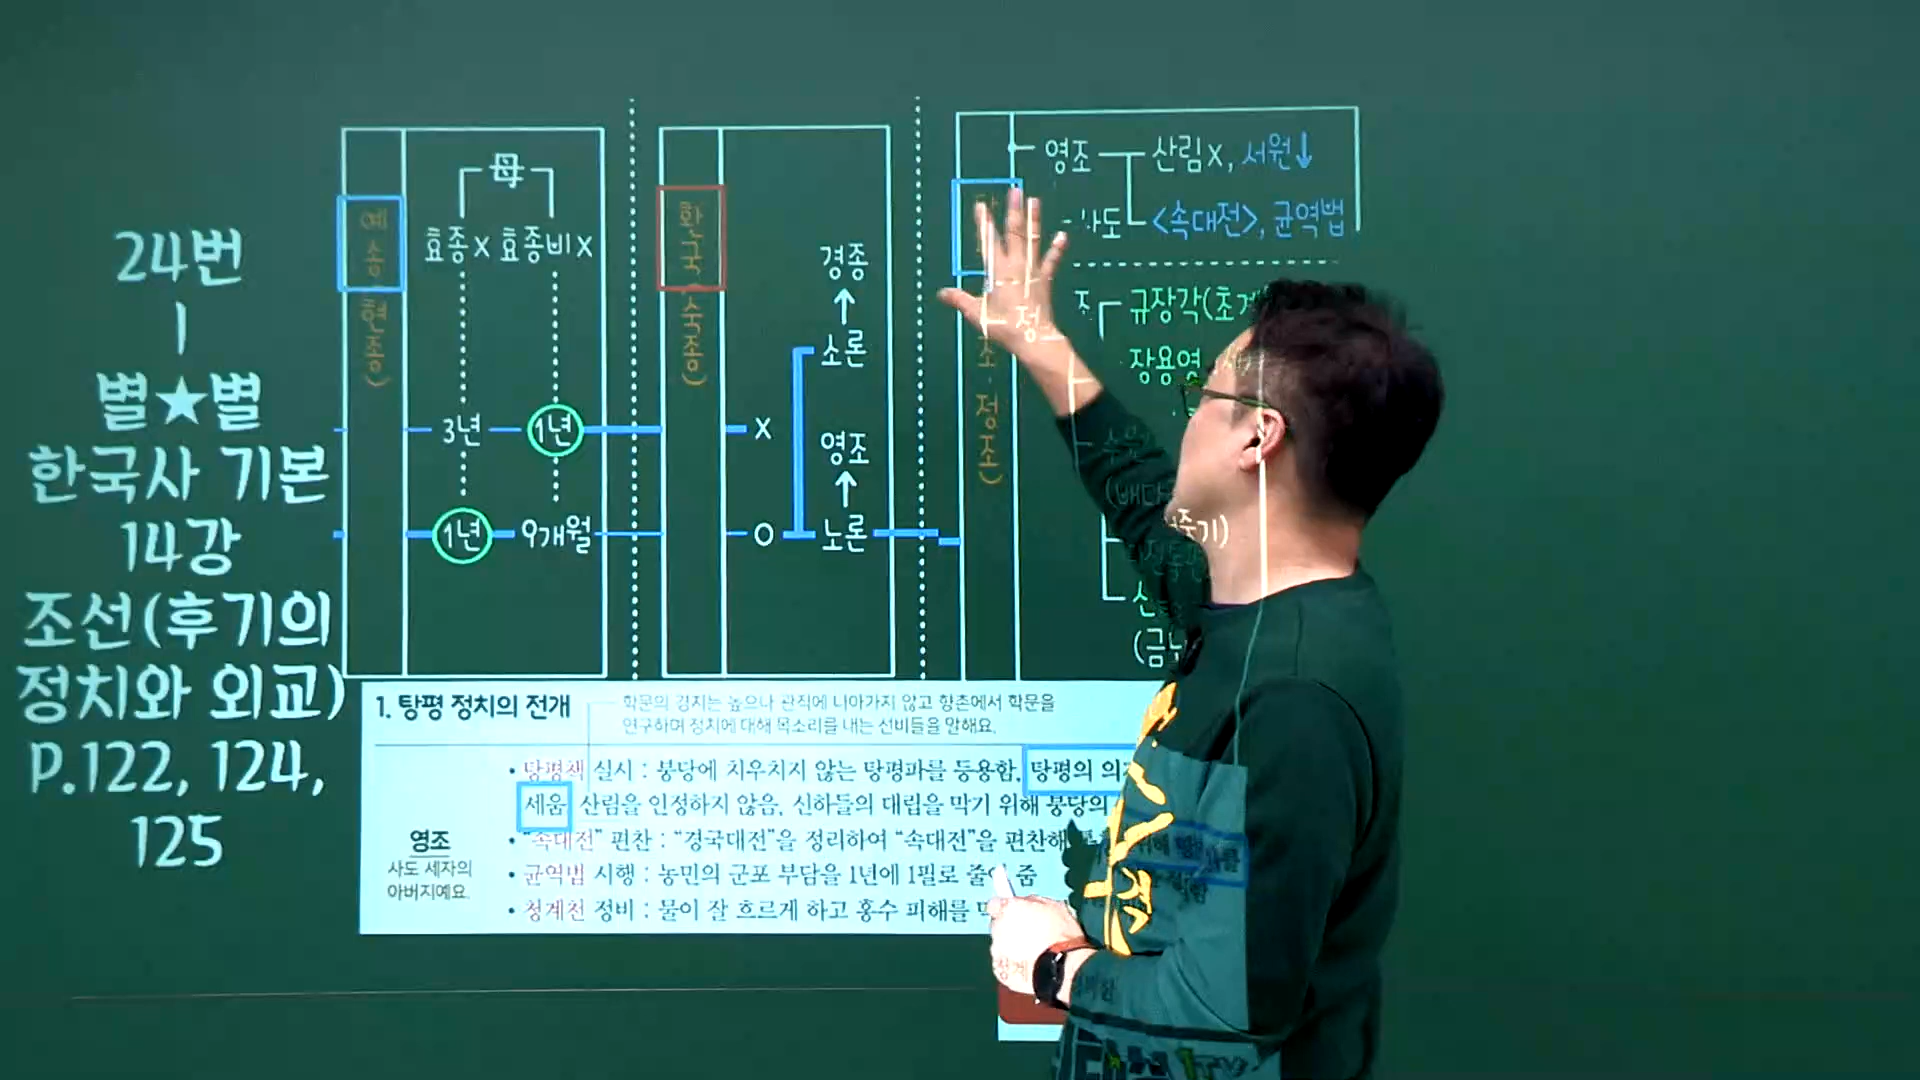 24번
별★별
한국사 기본
14강
조선(후기의
정치와 외교)
P.122, 124,
125
예송(현종)
母
효종X 효종비X
3년
1년
1년
9개월
환국(숙종)
경종
↑
소론
X
영조
↑
O
노론
영조
산림X, 서원↓
<속대전>, 균역법
규장각(초계
장용영
정조)
1. 탕평 정치의 전개
학문의 경지는 높으나 관직에 나아가지 않고 향촌에서 학문을
연구하며 정치에 대해 목소리를 내는 선비들을 말해요.
영조
사도 세자의
아버지예요.
• 탕평책 실시 : 붕당에 치우치지 않는 탕평파를 등용함, 탕평의 의
세움 산림을 인정하지 않음, 신하들의 대립을 막기 위해 붕당의
• "속대전" 편찬 : "경국대전"을 정리하여 "속대전"을 편찬해
• 균역법 시행 : 농민의 군포 부담을 1년에 1필로 줄여 줌
• 청계천 정비 : 물이 잘 흐르게 하고 홍수 피해를